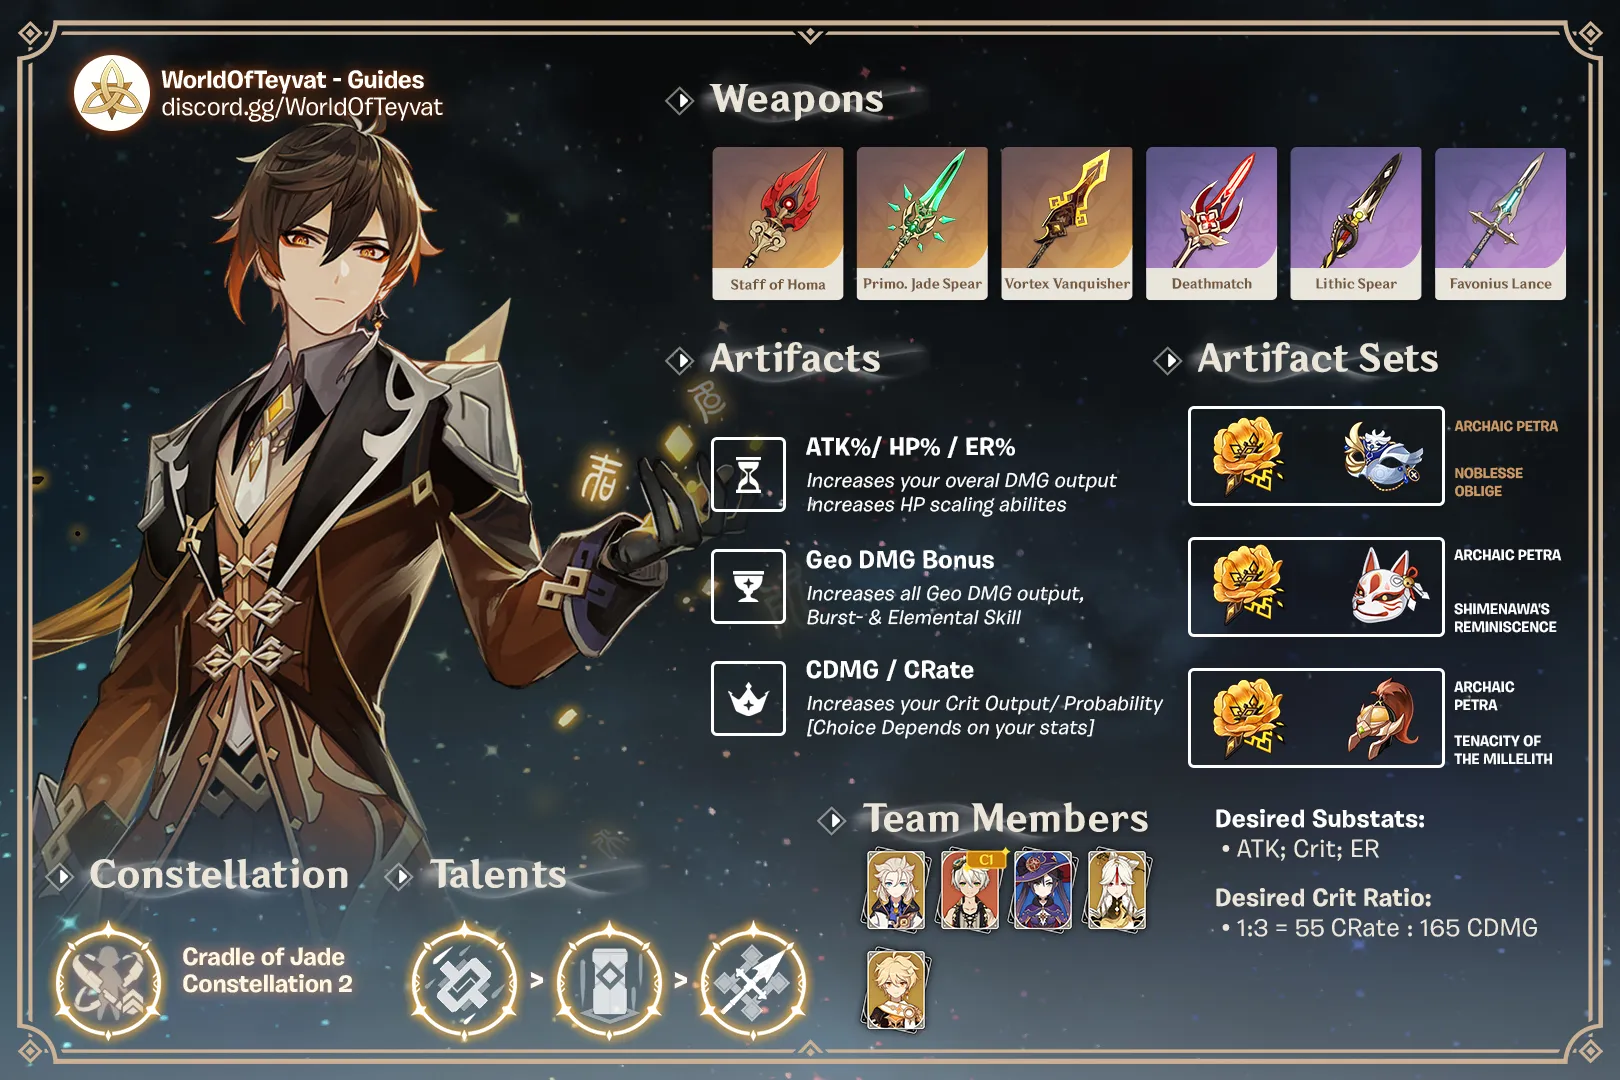 WorldOfTeyvat - Guides
discord.gg/WorldOfTeyvat
Weapons
Staff of Homa
Primo. Jade Spear
Vortex Vanquisher
Deathmatch
Lithic Spear
Favonius Lance
Artifacts
ATK%/ HP% / ER%
Increases your overal DMG output
Increases HP scaling abilites
Geo DMG Bonus
Increases all Geo DMG output,
Burst- & Elemental Skill
CDMG / CRate
Increases your Crit Output/ Probability
[Choice Depends on your stats]
Artifact Sets
ARCHAIC PETRA
NOBLESSE
OBLIGE
ARCHAIC PETRA
SHIMENAWA'S
REMINISCENCE
ARCHAIC
PETRA
TENACITY OF
THE MILLELITH
Team Members
C1
Desired Substats:
• ATK; Crit; ER
Desired Crit Ratio:
• 1:3 = 55 CRate : 165 CDMG
Constellation
Cradle of Jade
Constellation 2
Talents
>
>